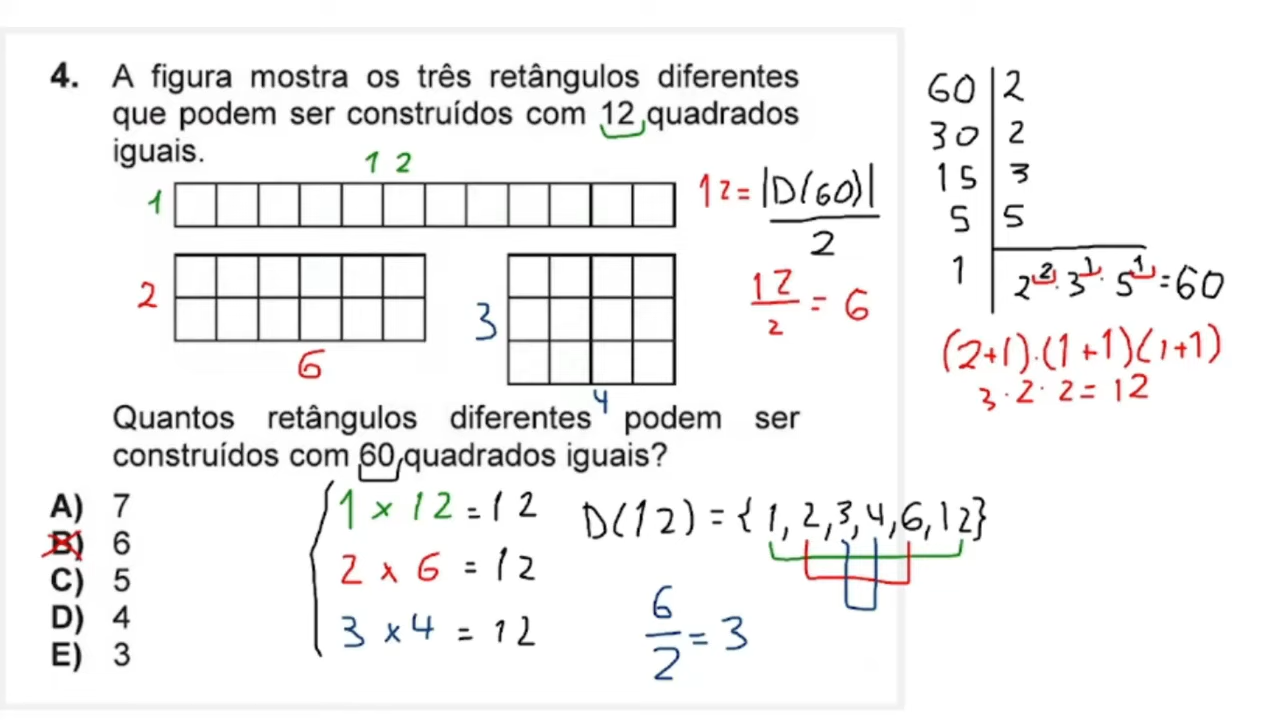 4. A figura mostra os três retângulos diferentes
que podem ser construídos com 12 quadrados
iguais.
12
1
2
6
3
4
12 = |D(60)|
2
12
2
= 6
60 | 2
30 | 2
15 | 3
5 | 5
1
2² · 3¹ · 5¹ = 60
(2+1)·(1+1)(1+1)
3 · 2 · 2 = 12
Quantos retângulos diferentes podem ser
construídos com 60 quadrados iguais?
A) 7
B) 6
C) 5
D) 4
E) 3
1 × 12 = 12
2 × 6 = 12
3 × 4 = 12
D(12) = {1, 2, 3, 4, 6, 12}
6
2
= 3